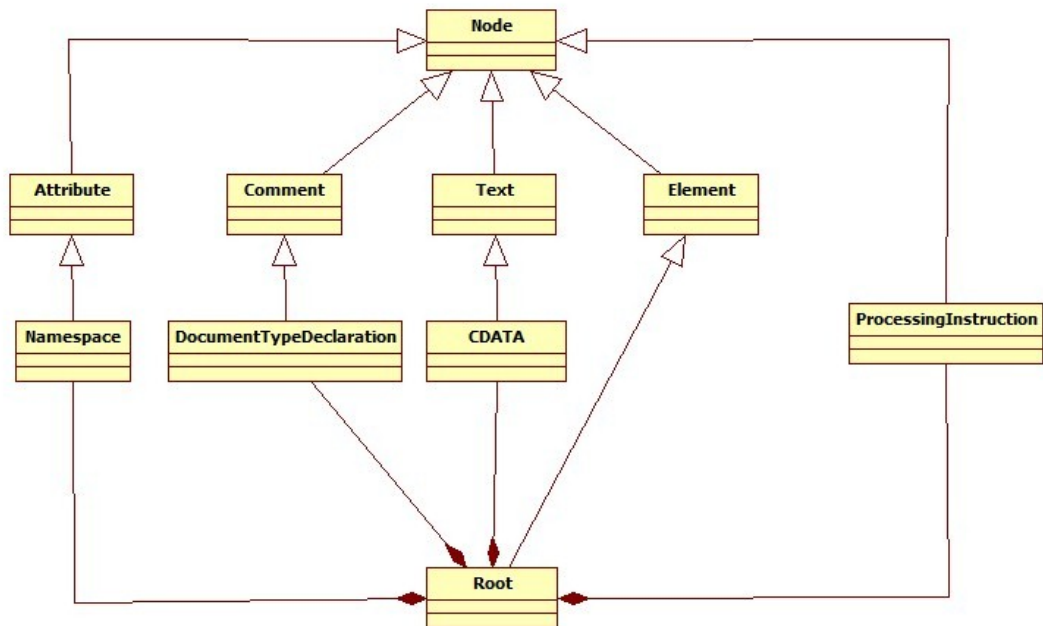 Node
Attribute
Comment
Text
Element
Namespace
DocumentTypeDeclaration
CDATA
ProcessingInstruction
Root